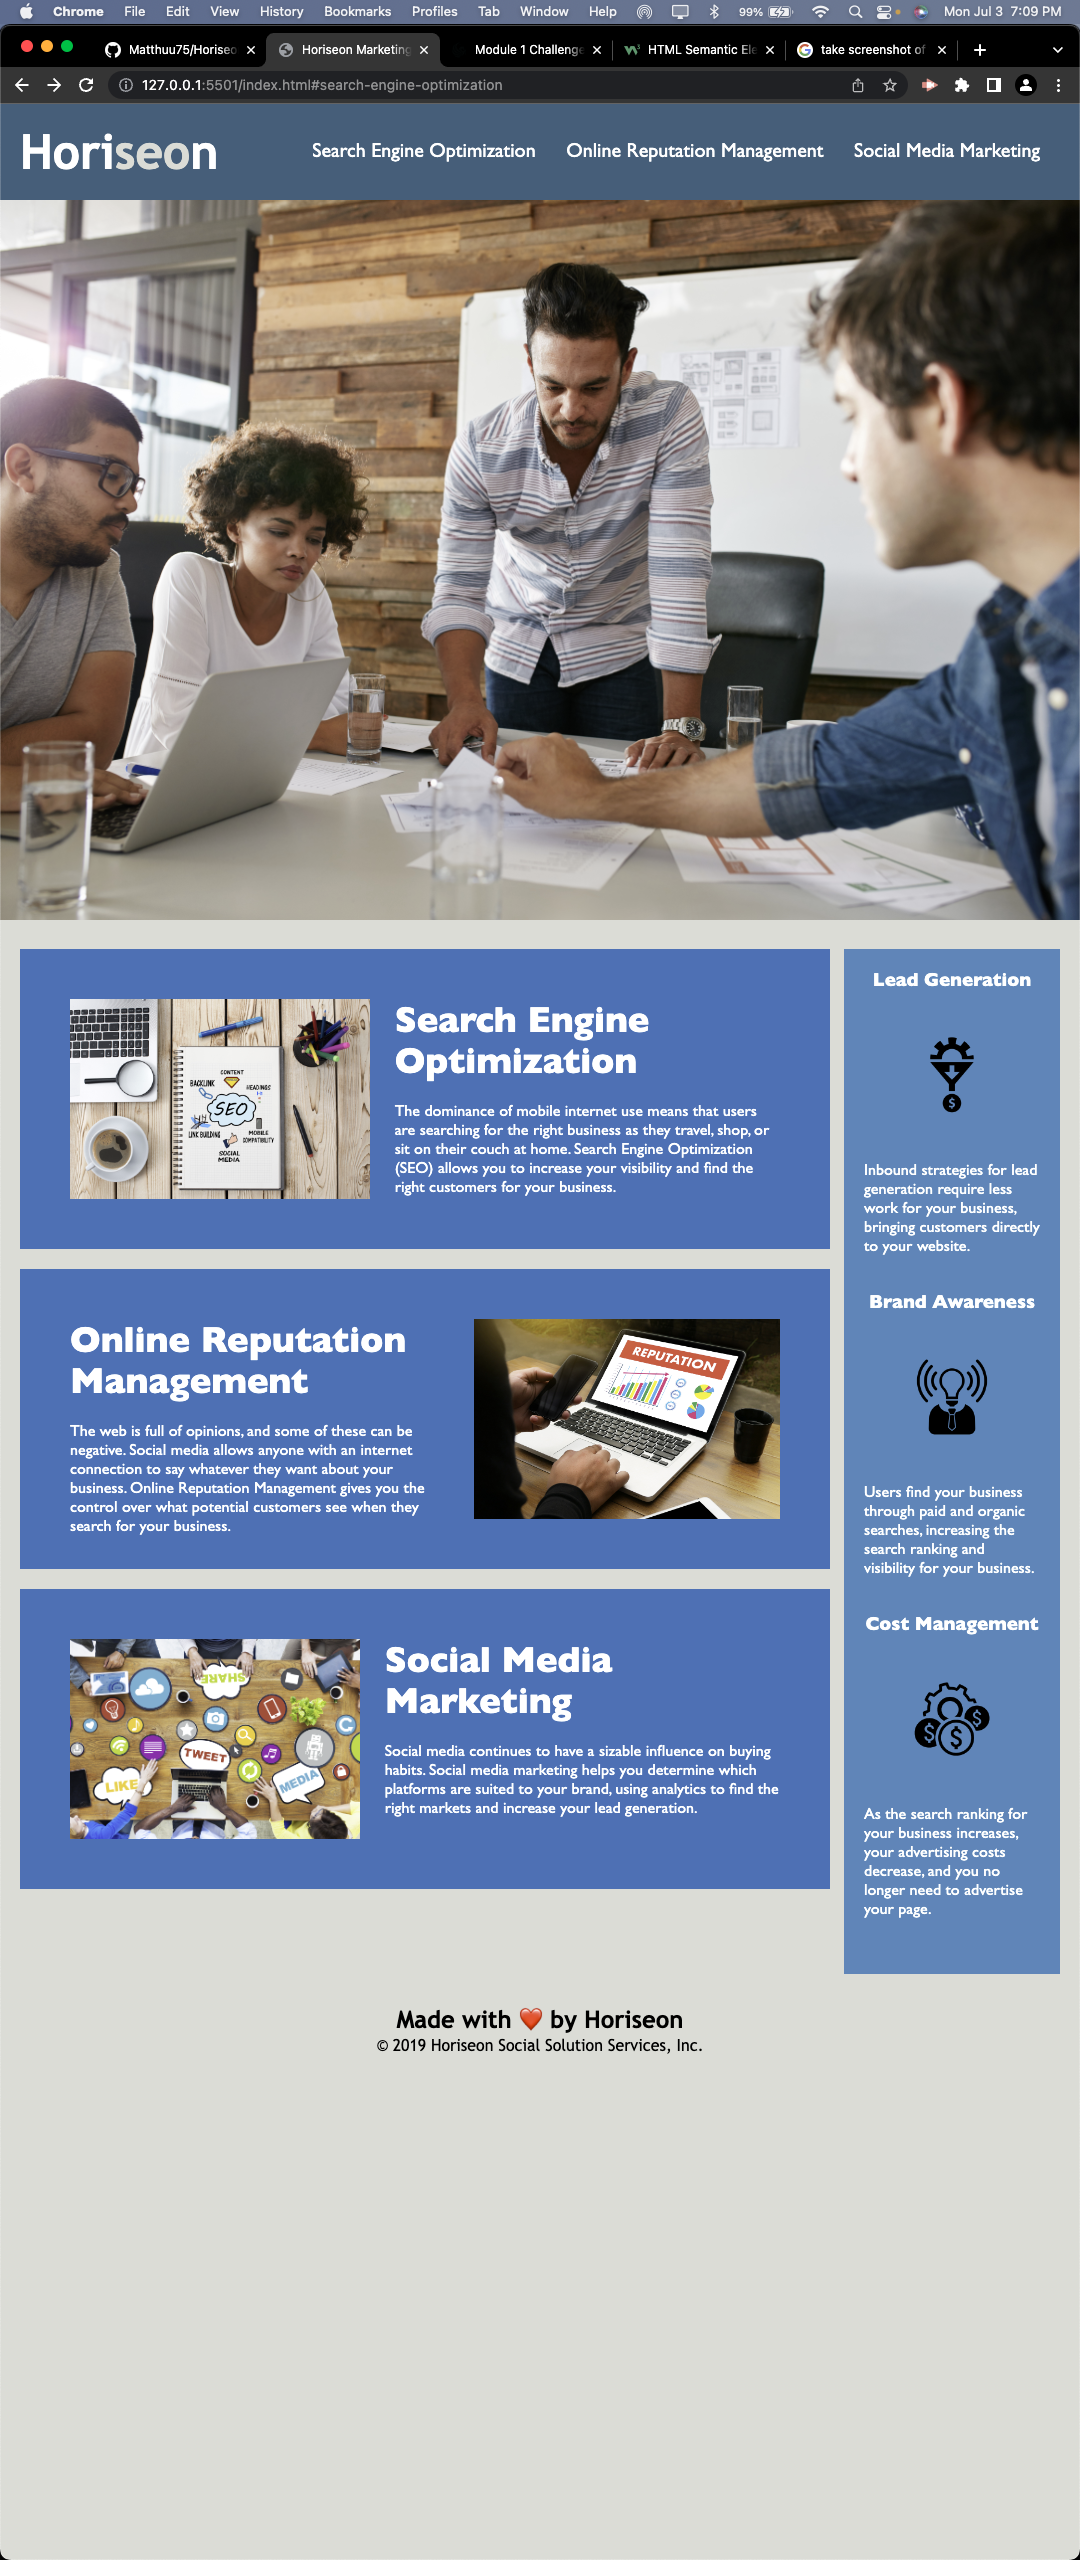 Chrome File Edit View History Bookmarks Profiles Tab Window Help 99% Mon Jul 3 7:09 PM
Matthuu75/Horiseo Horiseon Marketing Module 1 Challenge HTML Semantic Ele take screenshot of
127.0.0.1:5501/index.html#search-engine-optimization
Horiseon Search Engine Optimization Online Reputation Management Social Media Marketing
CONTENT
BACKLINK
HEADINGS
SEO
LINK BUILDING
MOBILE
COMPATIBILITY
SOCIAL
MEDIA
Search Engine
Optimization
The dominance of mobile internet use means that users
are searching for the right business as they travel, shop, or
sit on their couch at home. Search Engine Optimization
(SEO) allows you to increase your visibility and find the
right customers for your business.
Online Reputation
Management
The web is full of opinions, and some of these can be
negative. Social media allows anyone with an internet
connection to say whatever they want about your
business. Online Reputation Management gives you the
control over what potential customers see when they
search for your business.
REPUTATION
SHARE
TWEET
LIKE
MEDIA
Social Media
Marketing
Social media continues to have a sizable influence on buying
habits. Social media marketing helps you determine which
platforms are suited to your brand, using analytics to find the
right markets and increase your lead generation.
Lead Generation
$
Inbound strategies for lead
generation require less
work for your business,
bringing customers directly
to your website.
Brand Awareness
Users find your business
through paid and organic
searches, increasing the
search ranking and
visibility for your business.
Cost Management
$ $ $
As the search ranking for
your business increases,
your advertising costs
decrease, and you no
longer need to advertise
your page.
Made with ❤️ by Horiseon
© 2019 Horiseon Social Solution Services, Inc.